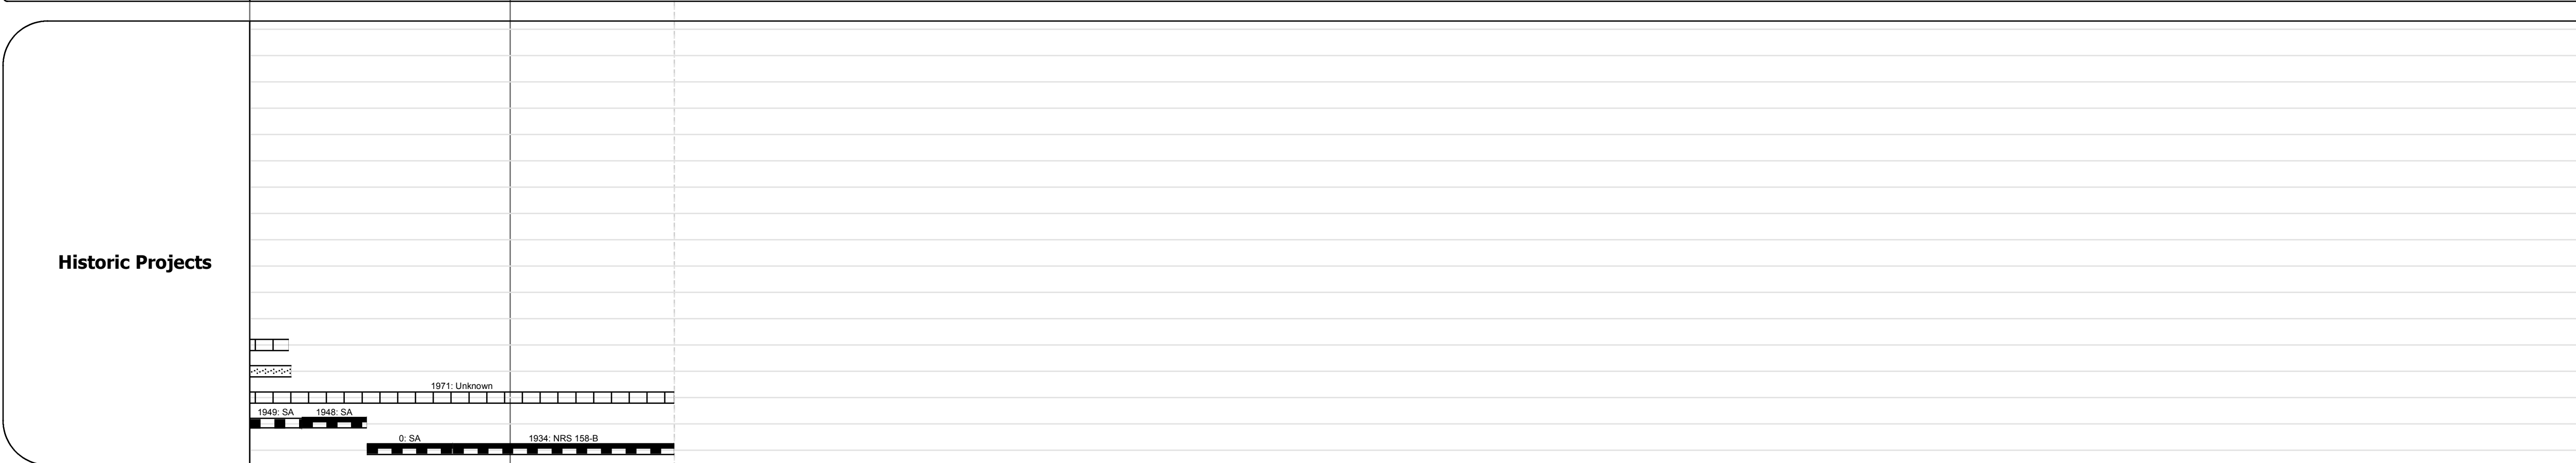 Historic Projects
1971: Unknown
1949: SA 1948: SA
0: SA 1934: NRS 158-B